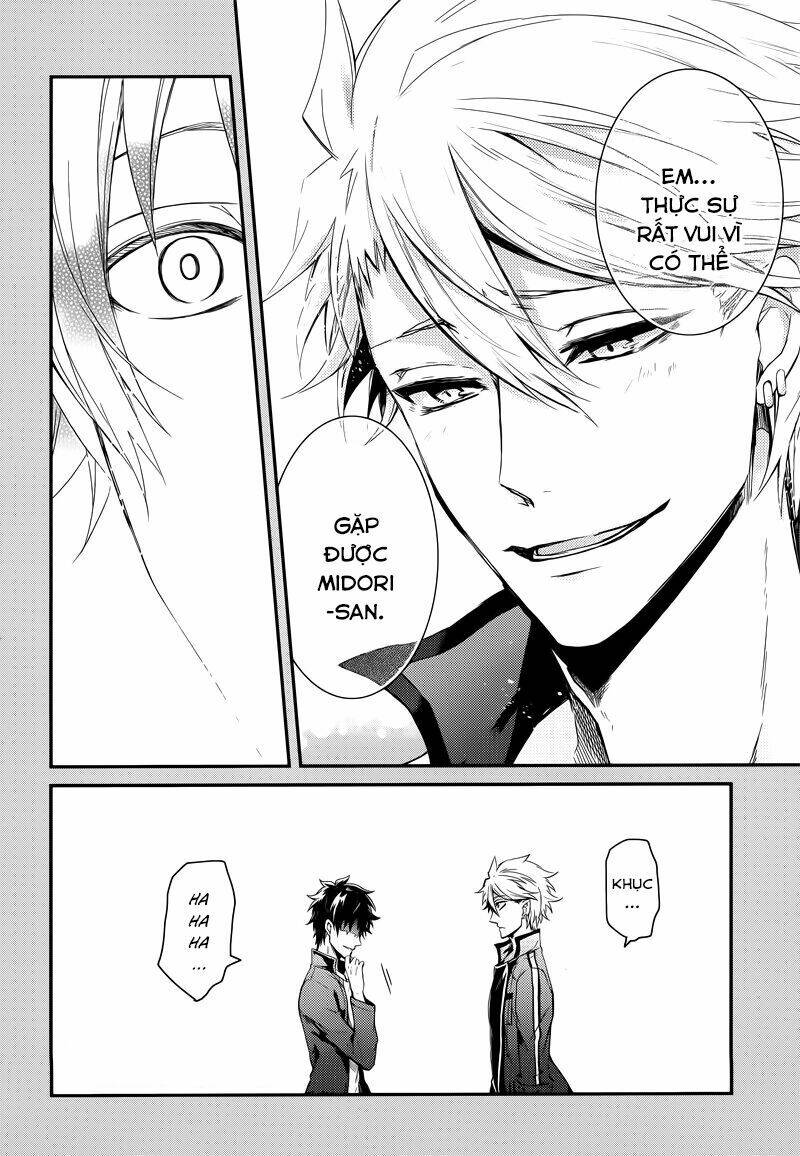 EM...
THỰC SỰ
RẤT VUI VÌ
CÓ THỂ
GẶP
ĐƯỢC
MIDORI
-SAN.
KHỤC
...
HA
HA
HA
...